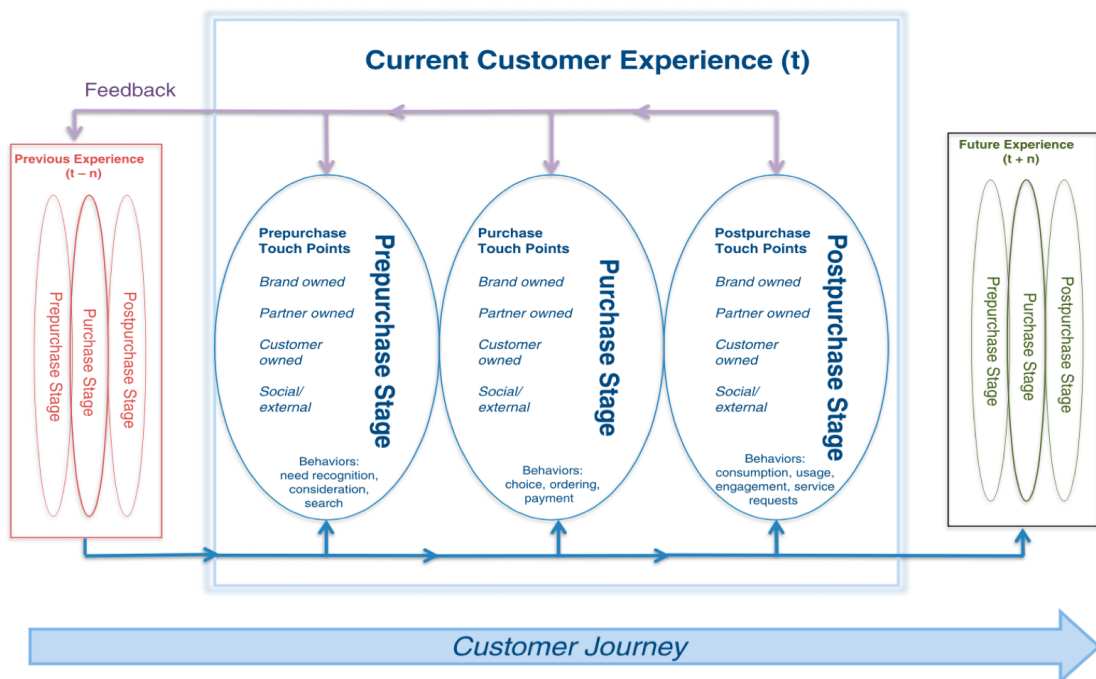 Current Customer Experience (t)
Feedback
Previous Experience
(t – n)
Prepurchase Stage
Purchase Stage
Postpurchase Stage
Prepurchase
Touch Points
Brand owned
Partner owned
Customer
owned
Social/
external
Prepurchase Stage
Behaviors:
need recognition,
consideration,
search
Purchase
Touch Points
Brand owned
Partner owned
Customer
owned
Social/
external
Purchase Stage
Behaviors:
choice, ordering,
payment
Postpurchase
Touch Points
Brand owned
Partner owned
Customer
owned
Social/
external
Postpurchase Stage
Behaviors:
consumption, usage,
engagement, service
requests
Future Experience
(t + n)
Prepurchase Stage
Purchase Stage
Postpurchase Stage
Customer Journey